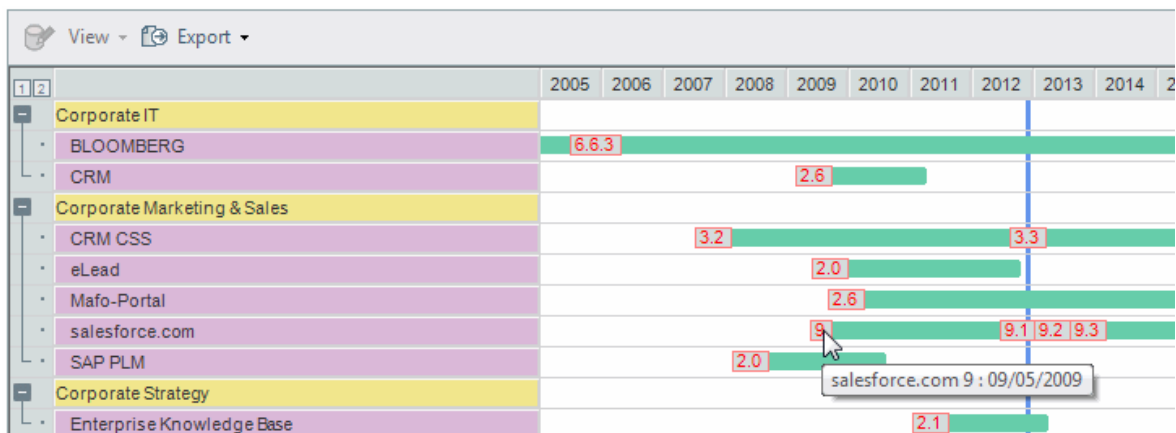 View Export
1 2 2005 2006 2007 2008 2009 2010 2011 2012 2013 2014 2
Corporate IT
BLOOMBERG 6.6.3
CRM 2.6
Corporate Marketing & Sales
CRM CSS 3.2 3.3
eLead 2.0
Mafo-Portal 2.6
salesforce.com 9 9.1 9.2 9.3
SAP PLM 2.0
salesforce.com 9 : 09/05/2009
Corporate Strategy
Enterprise Knowledge Base 2.1